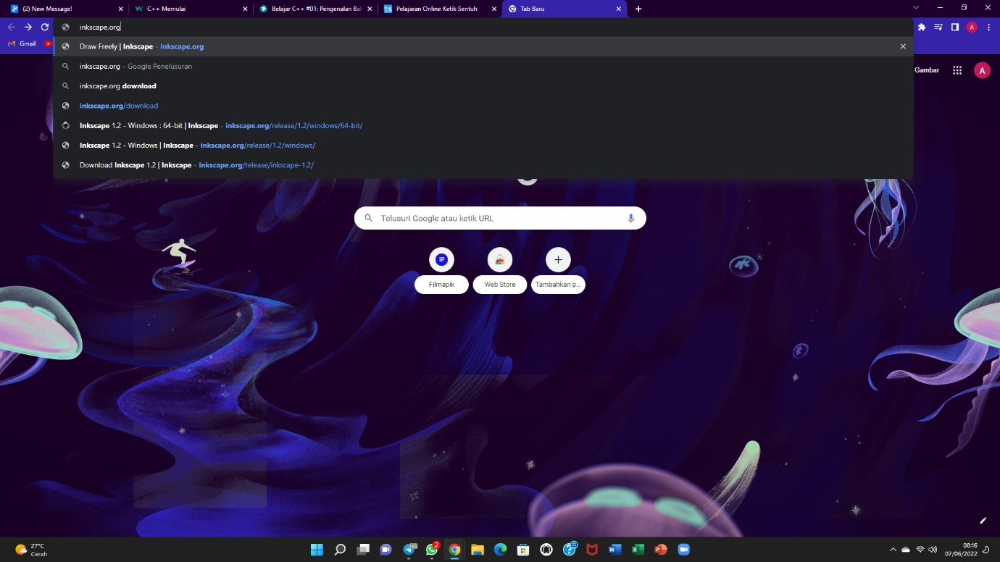 (2) New Message!
C++ Memulai
Belajar C++ #01: Pengenalan Bah
Pelajaran Online Ketik Sentuh
Tab Baru
inkscape.org
A
Gmail
Draw Freely | Inkscape - inkscape.org
inkscape.org - Google Penelusuran
Gambar
A
inkscape.org download
inkscape.org/download
Inkscape 1.2 - Windows : 64-bit | Inkscape - inkscape.org/release/1.2/windows/64-bit/
Inkscape 1.2 - Windows | Inkscape - inkscape.org/release/1.2/windows/
Download Inkscape 1.2 | Inkscape - inkscape.org/release/inkscape-1.2/
Telusuri Google atau ketik URL
IP
Filmapik
Web Store
Tambahkan p...
27°C
Cerah
2
08:16
07/06/2022